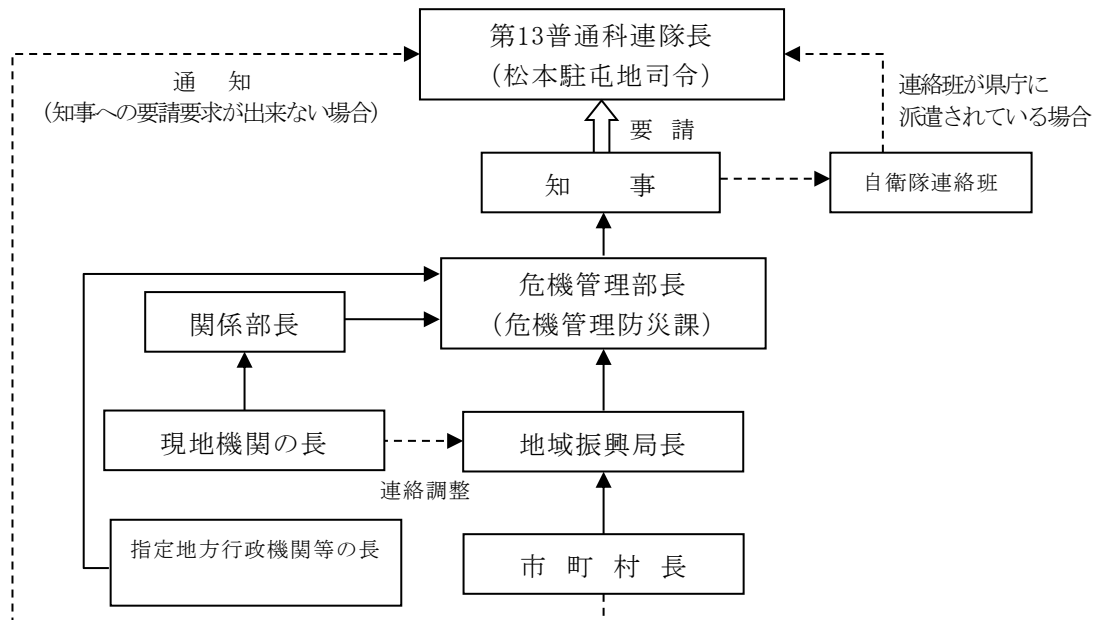 第13普通科連隊長
(松本駐屯地司令)
通 知
(知事への要請要求が出来ない場合)
連絡班が県庁に
派遣されている場合
要 請
知 事
自衛隊連絡班
危機管理部長
(危機管理防災課)
関係部長
現地機関の長
地域振興局長
連絡調整
指定地方行政機関等の長
市 町 村 長